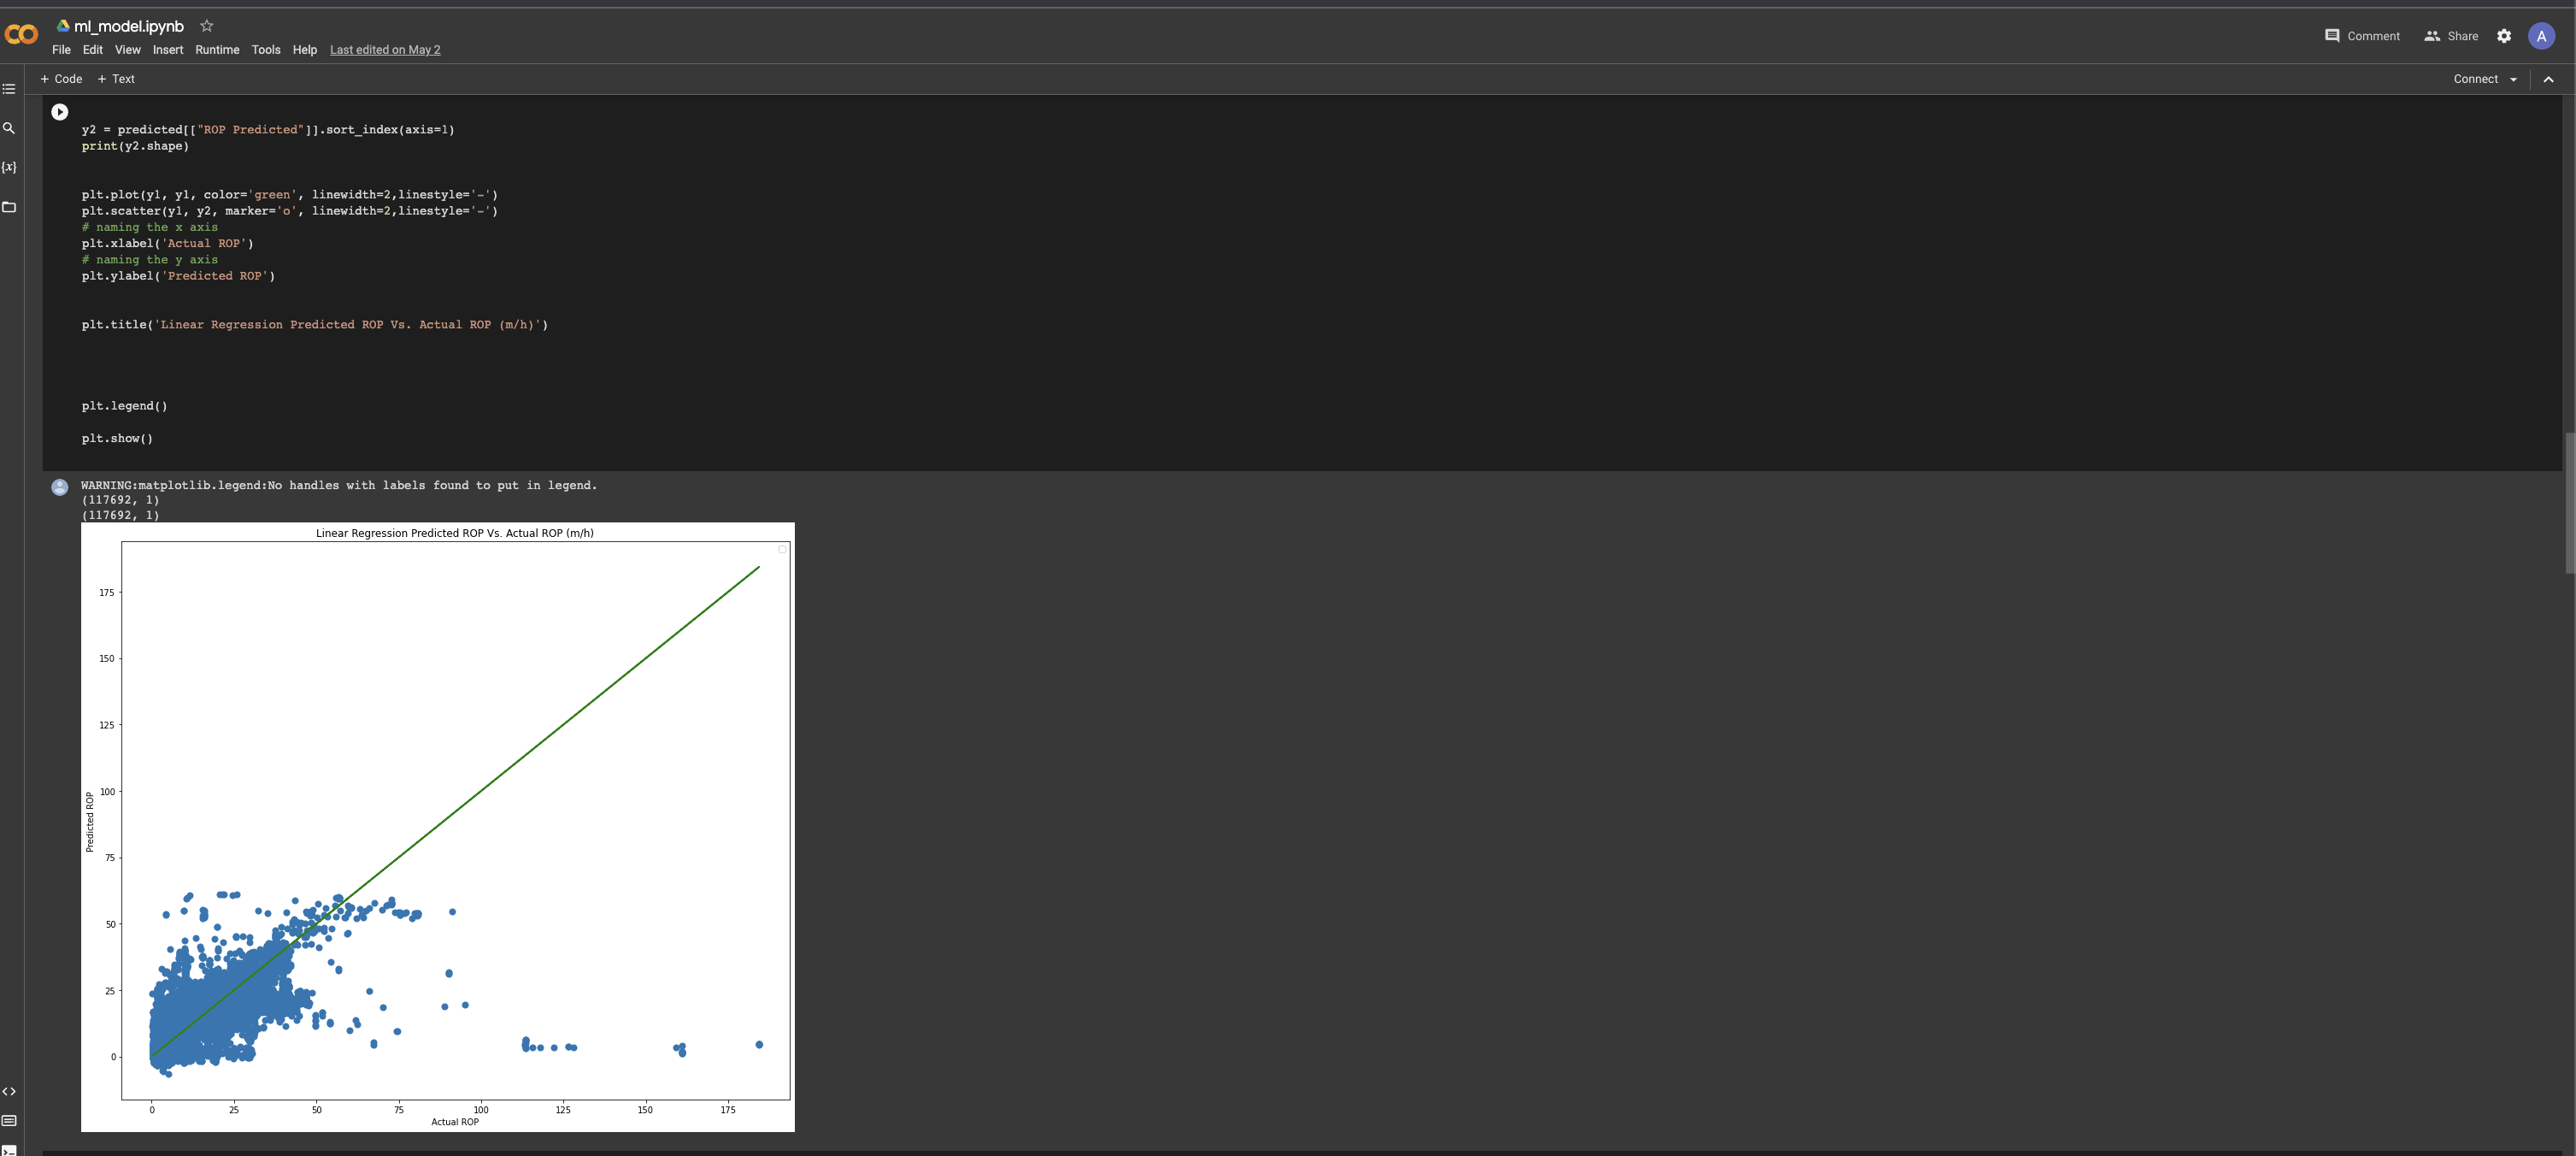 ml_model.ipynb
File Edit View Insert Runtime Tools Help Last edited on May 2
Comment Share A
+ Code + Text
Connect
{x}
y2 = predicted[["ROP Predicted"]].sort_index(axis=1)
print(y2.shape)
plt.plot(y1, y1, color='green', linewidth=2,linestyle='-')
plt.scatter(y1, y2, marker='o', linewidth=2,linestyle='-')
# naming the x axis
plt.xlabel('Actual ROP')
# naming the y axis
plt.ylabel('Predicted ROP')
plt.title('Linear Regression Predicted ROP Vs. Actual ROP (m/h)')
plt.legend()
plt.show()
WARNING:matplotlib.legend:No handles with labels found to put in legend.
(117692, 1)
(117692, 1)
Linear Regression Predicted ROP Vs. Actual ROP (m/h)
175
150
125
100
75
50
25
0
Predicted ROP
0 25 50 75 100 125 150 175
Actual ROP